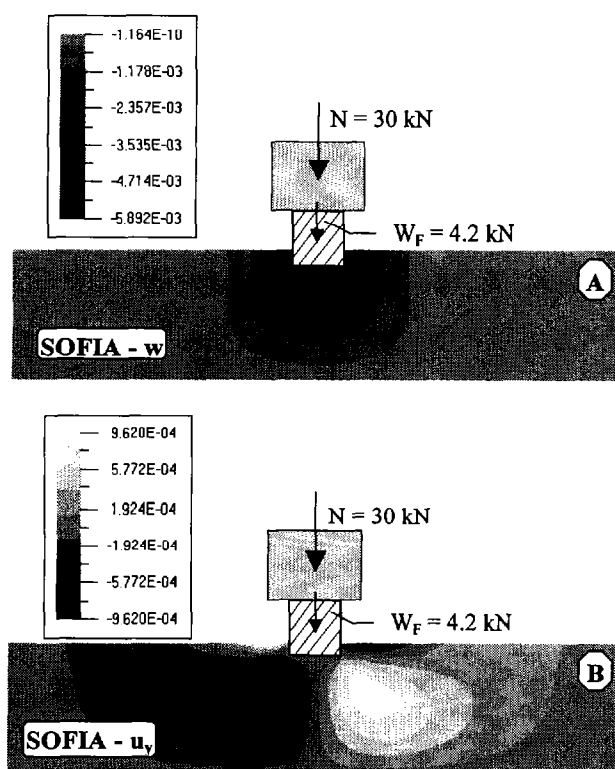 -1.164E-10
-1.178E-03
-2.357E-03
-3.535E-03
-4.714E-03
-5.892E-03
N = 30 kN
W_F = 4.2 kN
A
SOFIA - w
9.620E-04
5.772E-04
1.924E-04
-1.924E-04
-5.772E-04
-9.620E-04
N = 30 kN
W_F = 4.2 kN
B
SOFIA - u_y